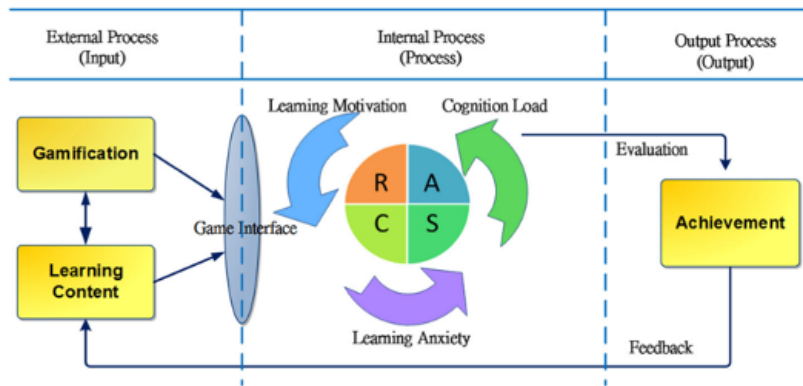 External Process
(Input)
Internal Process
(Process)
Output Process
(Output)
Learning Motivation
Cognition Load
Gamification
Evaluation
R
A
Game Interface
C
S
Achievement
Learning
Content
Learning Anxiety
Feedback